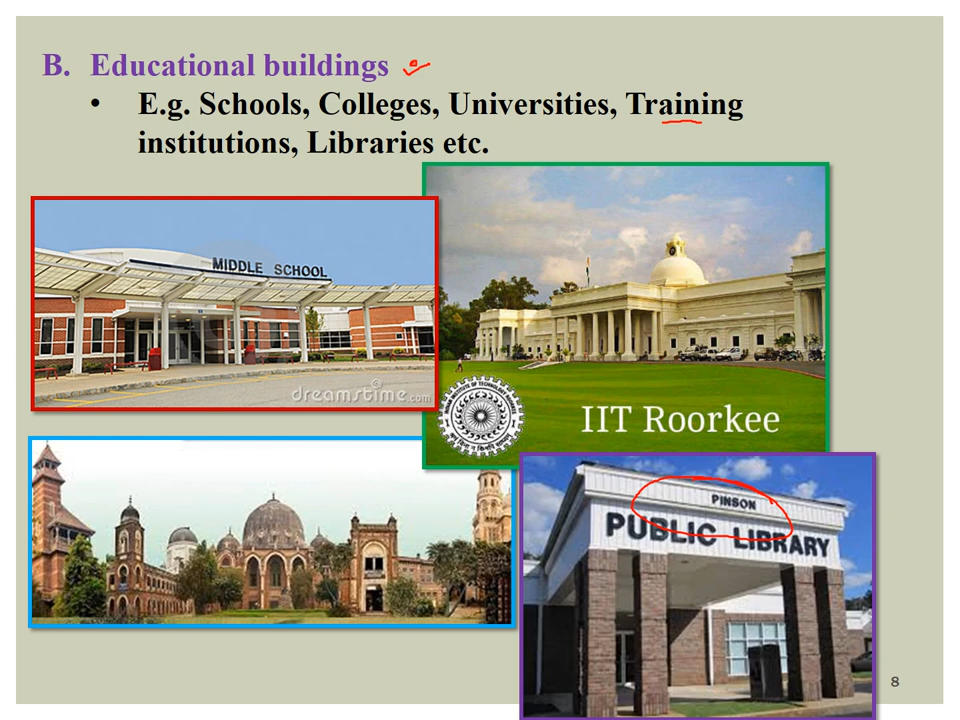 B. Educational buildings
• E.g. Schools, Colleges, Universities, Training
institutions, Libraries etc.
MIDDLE SCHOOL
dreamstime.com
IIT Roorkee
PINSON
PUBLIC LIBRARY
8